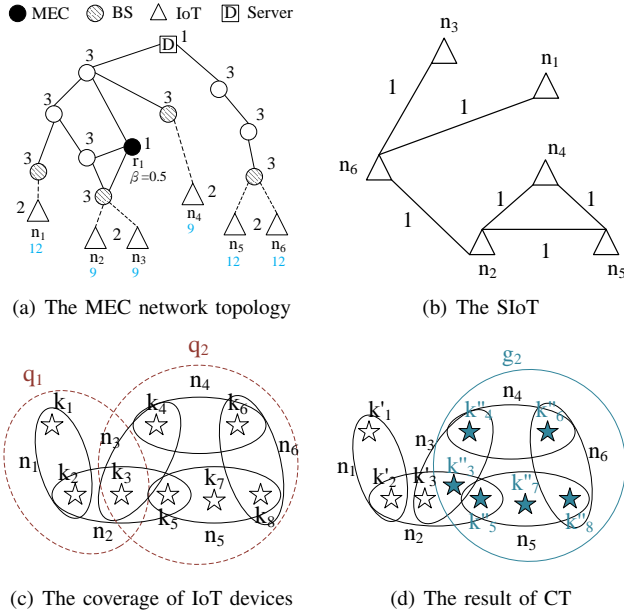 MEC BS IoT D Server
D 1
3
3
3
3
3
3
3
1
r1
β=0.5
3
3
3
2
n1
12
n2
9
2
n3
9
2
n4
9
2
n5
12
n6
12
(a) The MEC network topology
n3
n1
1
1
n6
n4
1
1
1
1
n2
n5
(b) The SIoT
q1
q2
k1
n4
k4
k6
n3
n1
n6
k2
k3
k7
k5
k8
n2
n5
(c) The coverage of IoT devices
g2
k'1
n4
k''4
k''6
n3
n1
n6
k''3
k'2
k'3
k''7
k''5
k''8
n2
n5
(d) The result of CT